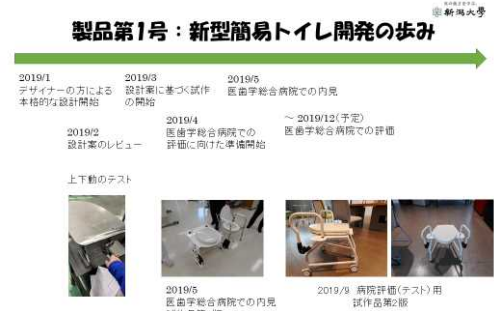 新潟大学
製品第1号：新型簡易トイレ開発の歩み
2019/1
デザイナーの方による
本格的な設計開始
2019/3
設計案に基づく試作
の開始
2019/5
医歯学総合病院での内見
2019/2
設計案のレビュー
2019/4
医歯学総合病院での
評価に向けた準備開始
～ 2019/12（予定）
医歯学総合病院での評価
上下動のテスト
2019/5
医歯学総合病院での内見
2019/9 病院評価（テスト）用
試作品第2版